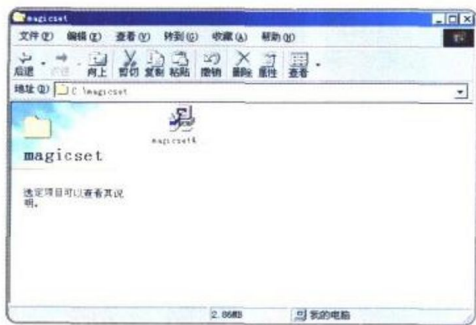 magicset
文件(F) 编辑(E) 查看(V) 转到(G) 收藏(A) 帮助(H)
后退 向上 剪切 复制 粘贴 撤销 删除 属性 查看
地址(D) C:\magicset
magicset
选定项目可以查看其说
明。
2.86MB 我的电脑